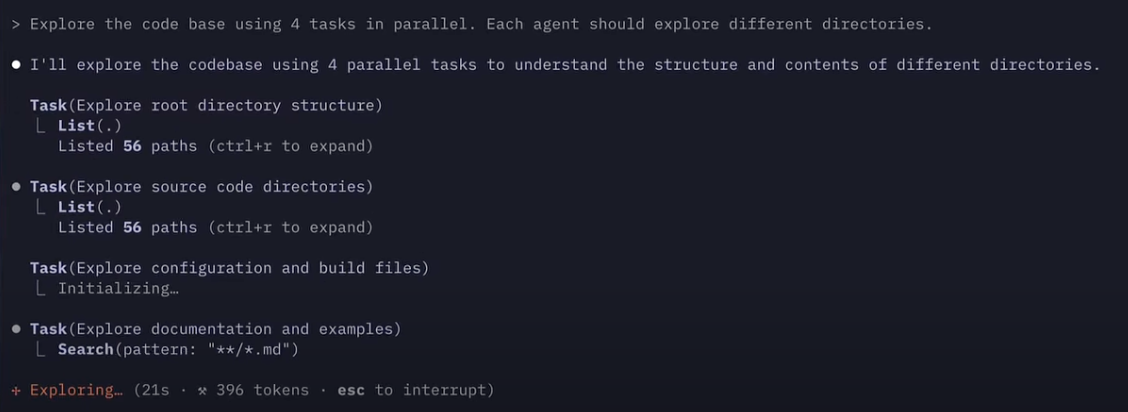 > Explore the code base using 4 tasks in parallel. Each agent should explore different directories.
● I'll explore the codebase using 4 parallel tasks to understand the structure and contents of different directories.
Task(Explore root directory structure)
⎿ List(.)
Listed 56 paths (ctrl+r to expand)
● Task(Explore source code directories)
⎿ List(.)
Listed 56 paths (ctrl+r to expand)
Task(Explore configuration and build files)
⎿ Initializing…
● Task(Explore documentation and examples)
⎿ Search(pattern: "**/*.md")
✢ Exploring… (21s · ⚒ 396 tokens · esc to interrupt)